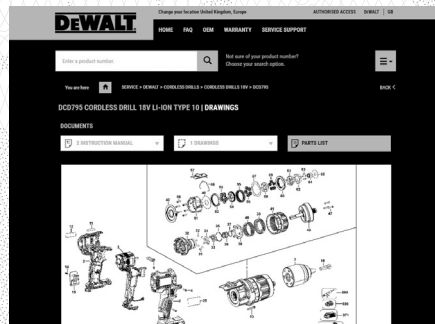 DEWALT
Change your location United Kingdom, Europe
AUTHORISED ACCESS DEWALT GB
HOME FAQ OEM WARRANTY SERVICE SUPPORT
Enter a product number.
Not sure of your product number?
Choose your search option.
You are here
SERVICE > DEWALT > CORDLESS DRILLS > CORDLESS DRILLS 18V > DCD795
BACK <
DCD795 CORDLESS DRILL 18V LI-ION TYPE 10 | DRAWINGS
DOCUMENTS
2 INSTRUCTION MANUAL
1 DRAWINGS
PARTS LIST